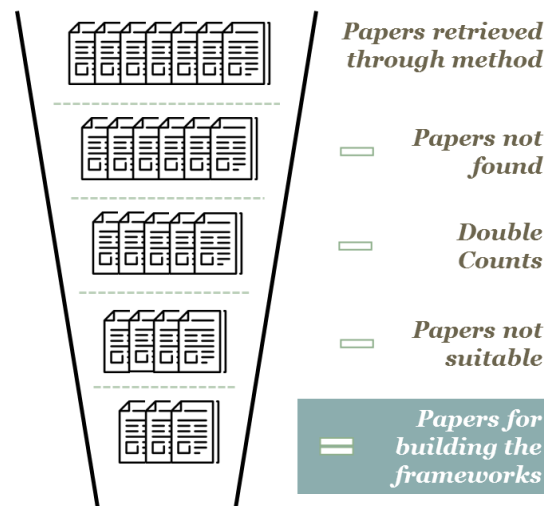 Papers retrieved
through method
Papers not
found
Double
Counts
Papers not
suitable
Papers for
building the
frameworks